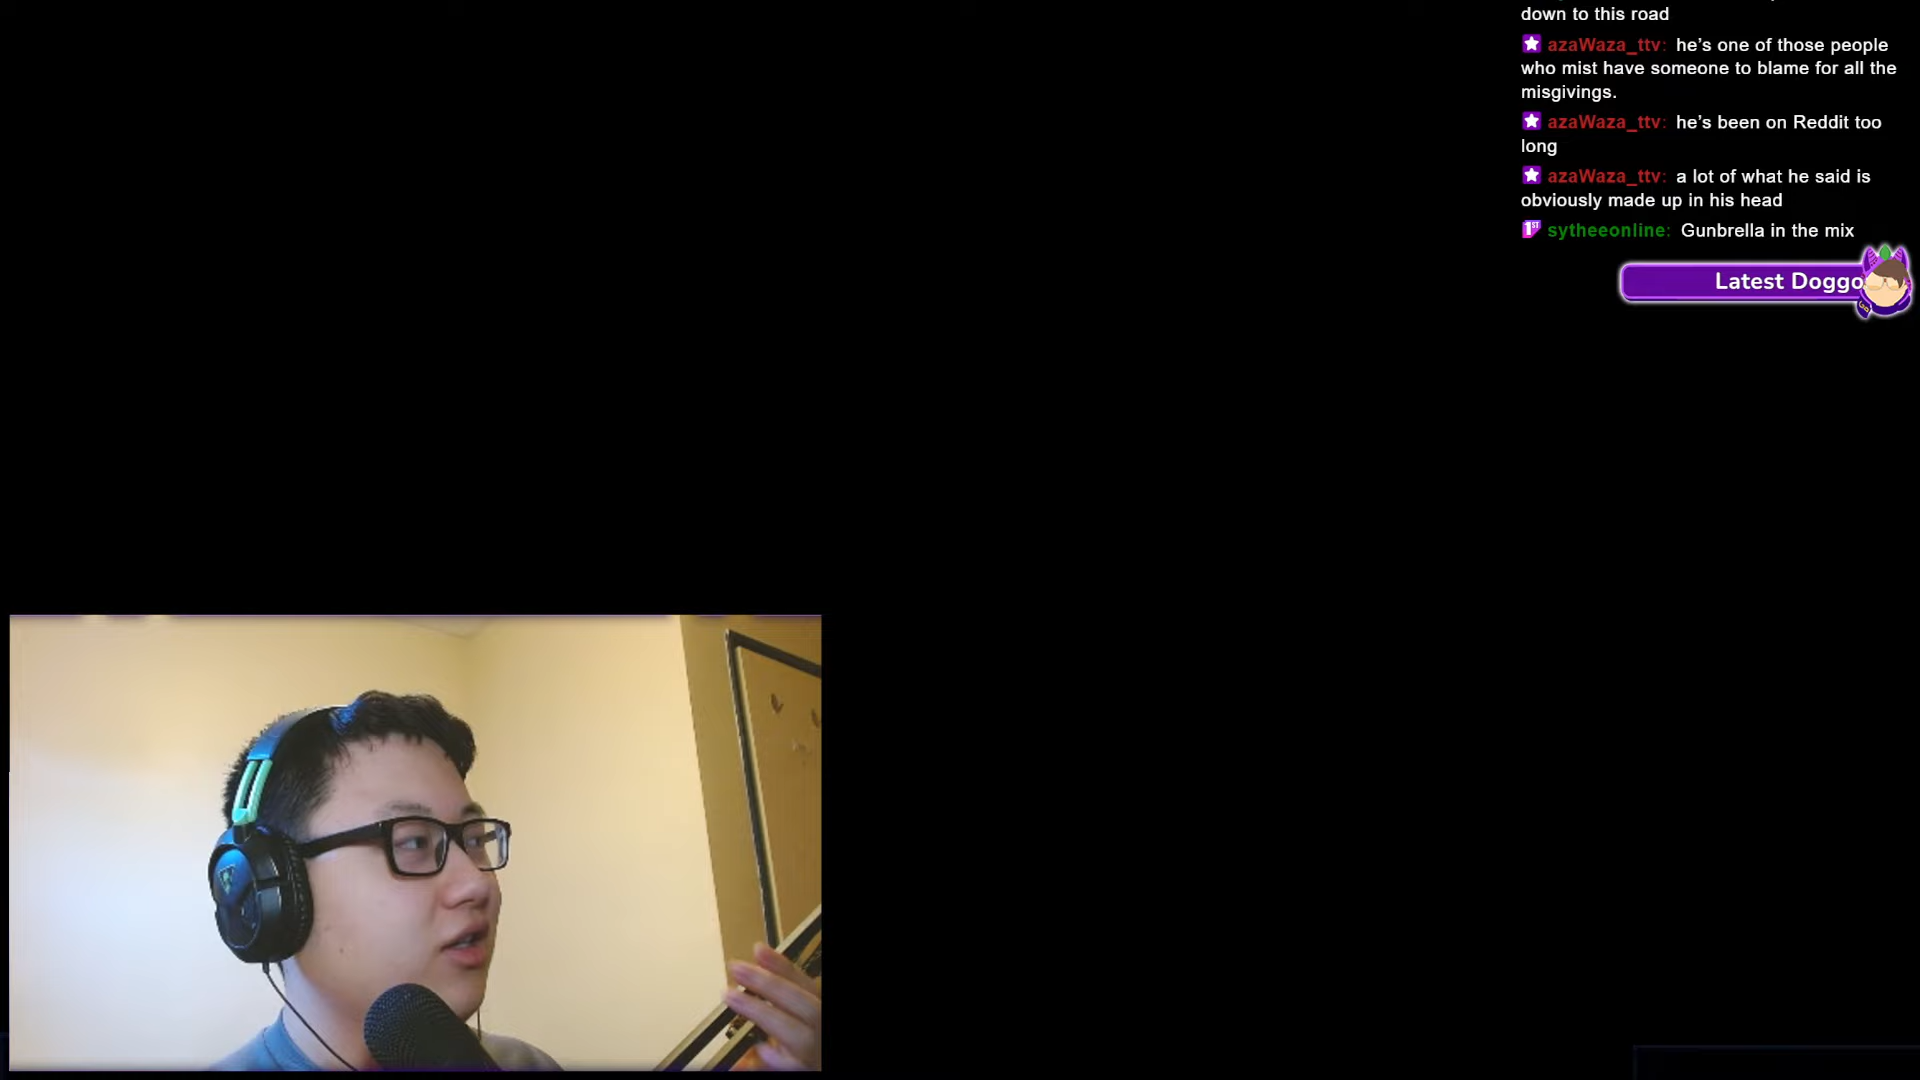 down to this road
azaWaza_ttv: he's one of those people
who mist have someone to blame for all the
misgivings.
azaWaza_ttv: he's been on Reddit too
long
azaWaza_ttv: a lot of what he said is
obviously made up in his head
1ST sytheeonline: Gunbrella in the mix
Latest Doggo